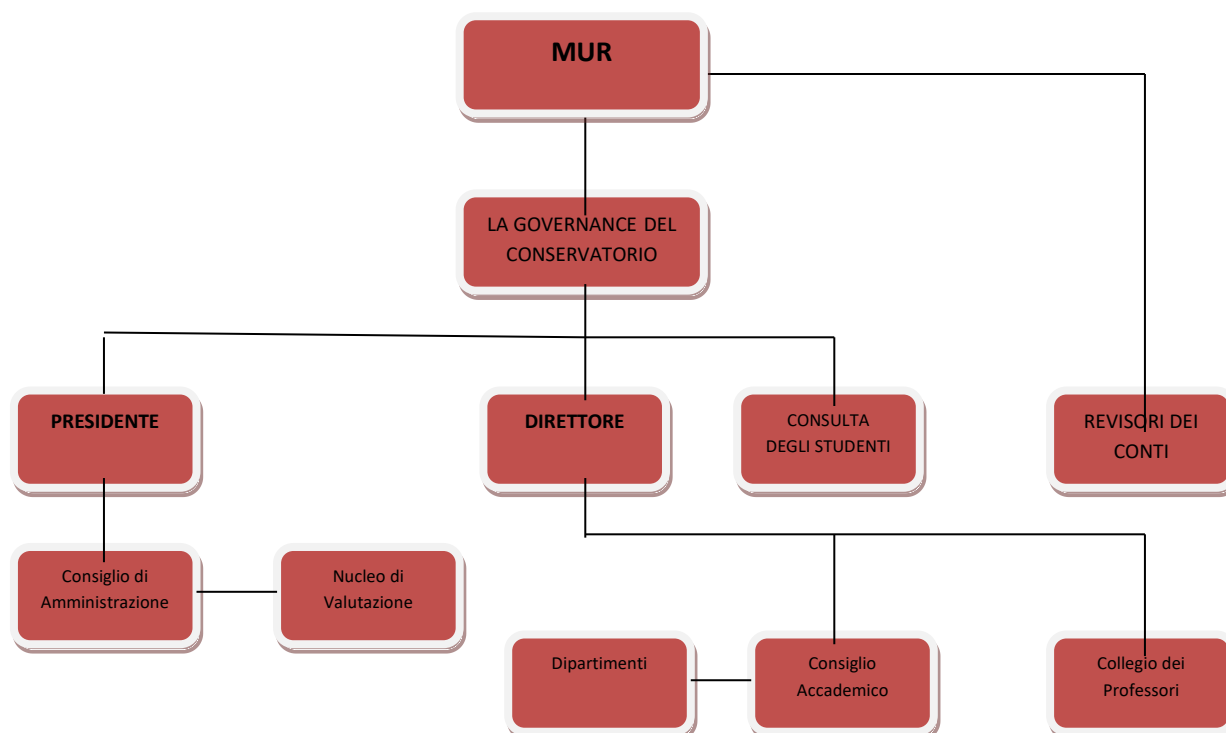 MUR
LA GOVERNANCE DEL
CONSERVATORIO
PRESIDENTE
DIRETTORE
CONSULTA
DEGLI STUDENTI
REVISORI DEI
CONTI
Consiglio di
Amministrazione
Nucleo di
Valutazione
Dipartimenti
Consiglio
Accademico
Collegio dei
Professori